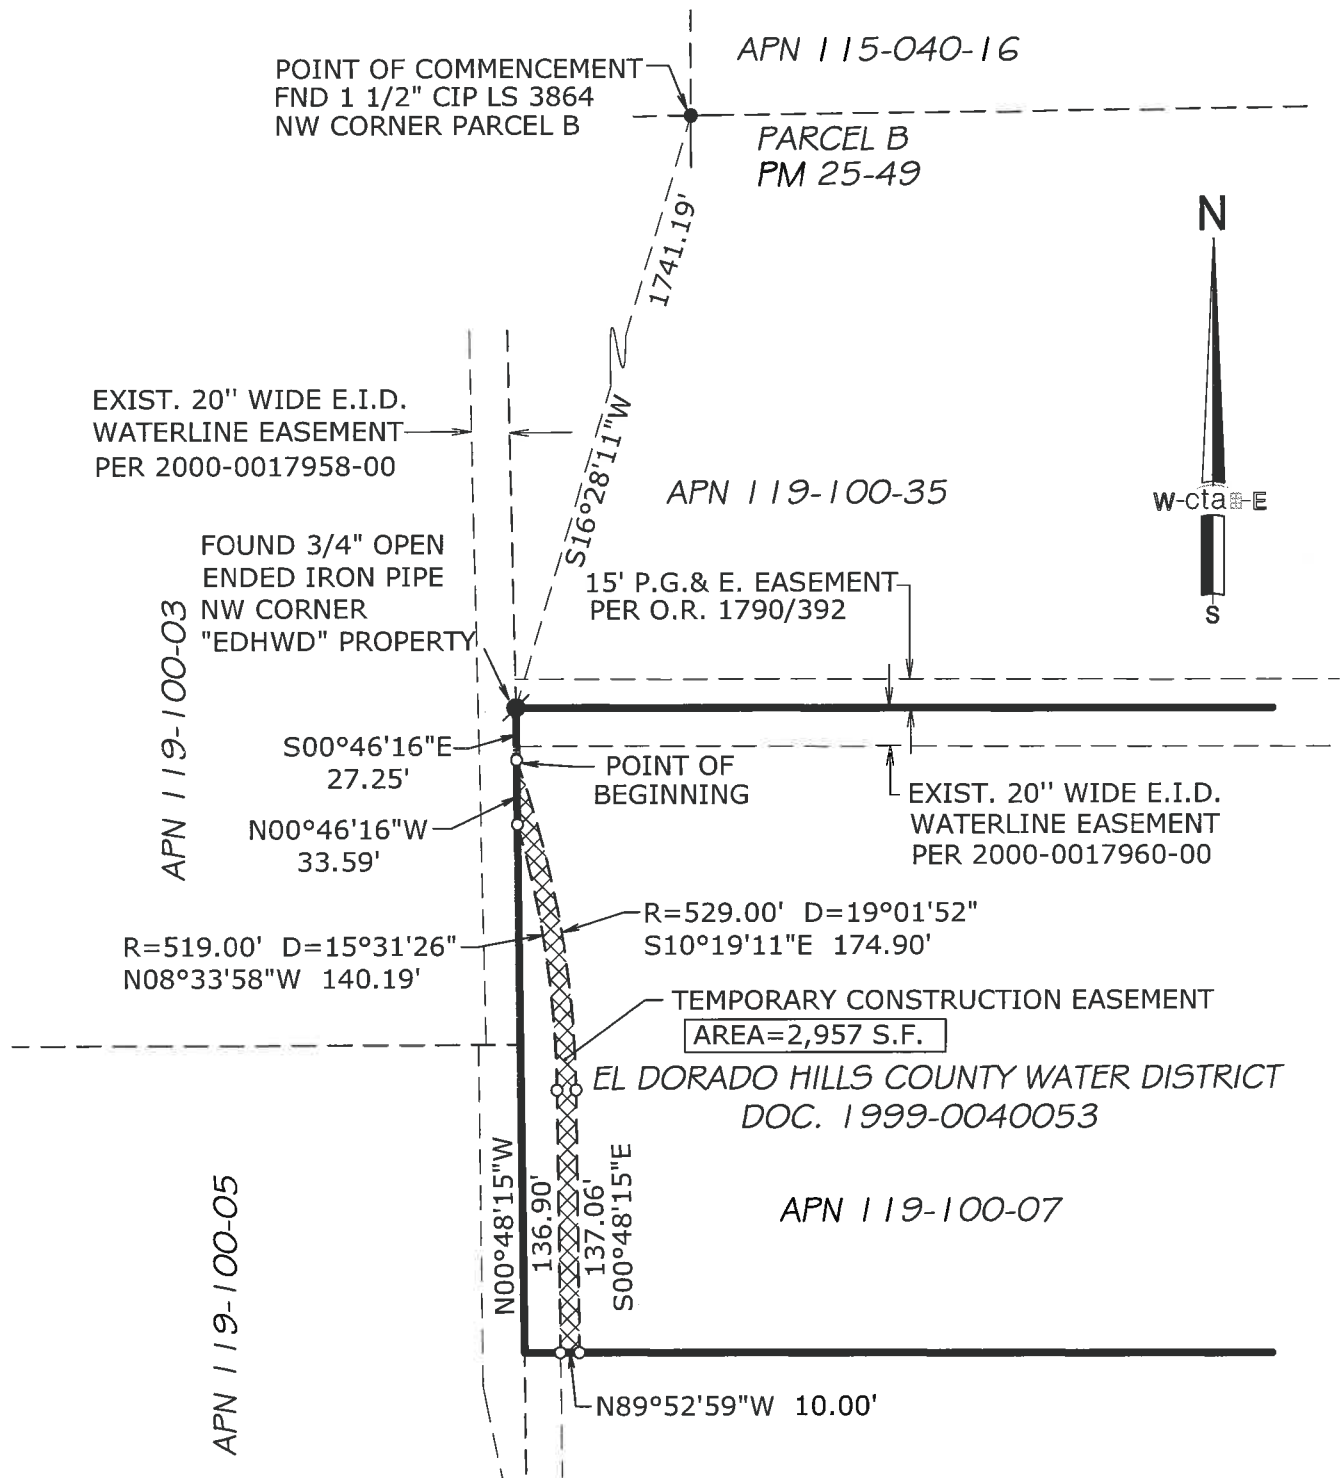 APN 115-040-16
POINT OF COMMENCEMENT
FND 1 1/2" CIP LS 3864
NW CORNER PARCEL B
PARCEL B
PM 25-49
N
1741.19'
S16°28'11"W
EXIST. 20'' WIDE E.I.D.
WATERLINE EASEMENT
PER 2000-0017958-00
APN 119-100-35
W-cta-E
S
FOUND 3/4" OPEN
ENDED IRON PIPE
NW CORNER
"EDHWD" PROPERTY
15' P.G.& E. EASEMENT
PER O.R. 1790/392
APN 119-100-03
S00°46'16"E
27.25'
POINT OF
BEGINNING
EXIST. 20'' WIDE E.I.D.
WATERLINE EASEMENT
PER 2000-0017960-00
N00°46'16"W
33.59'
R=529.00' D=19°01'52"
S10°19'11"E 174.90'
R=519.00' D=15°31'26"
N08°33'58"W 140.19'
TEMPORARY CONSTRUCTION EASEMENT
AREA=2,957 S.F.
EL DORADO HILLS COUNTY WATER DISTRICT
DOC. 1999-0040053
N00°48'15"W
136.90'
137.06'
S00°48'15"E
APN 119-100-07
APN 119-100-05
N89°52'59"W 10.00'